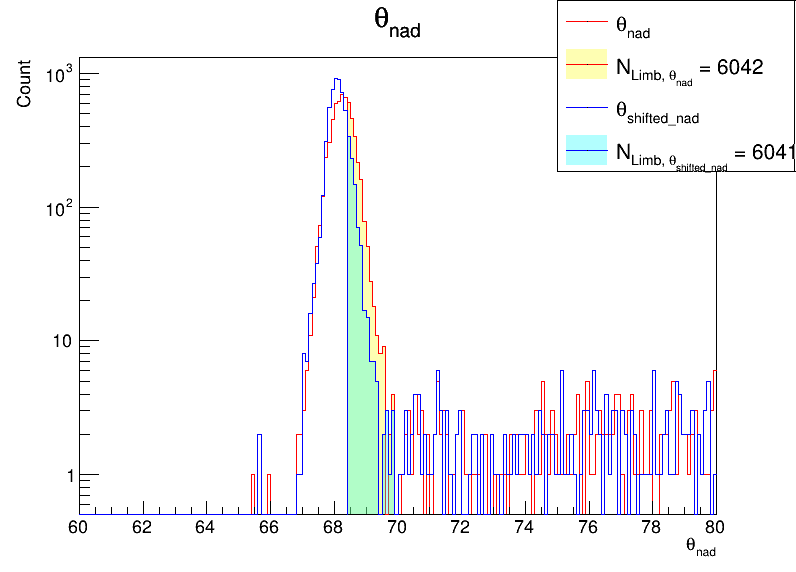 θnad
θnad
NLimb, θnad = 6042
θshifted_nad
NLimb, θshifted_nad = 6041
Count
10³
10²
10
1
60 62 64 66 68 70 72 74 76 78 80
θnad